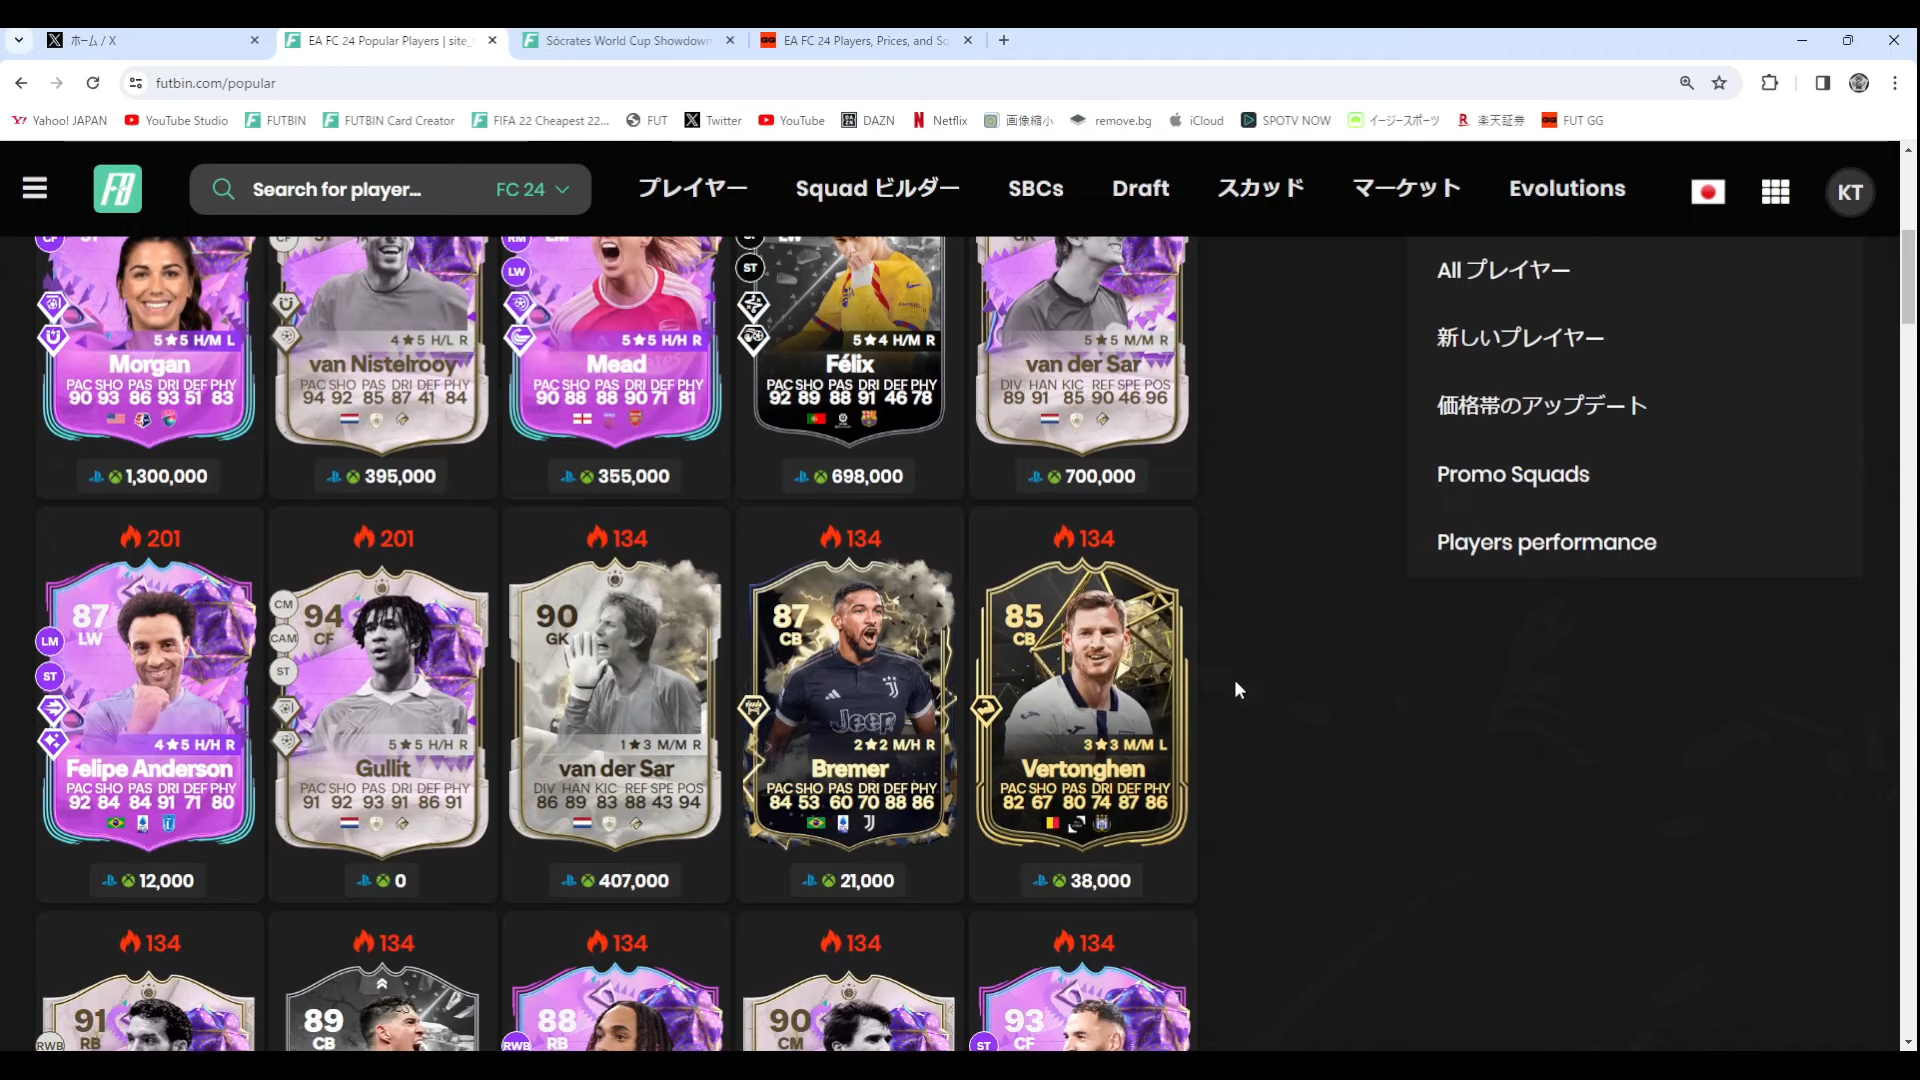 ホーム / X
EA FC 24 Popular Players | site_
Sócrates World Cup Showdown
EA FC 24 Players, Prices, and Sq
futbin.com/popular
Yahoo! JAPAN
YouTube Studio
FUTBIN
FUTBIN Card Creator
FIFA 22 Cheapest 22...
FUT
Twitter
YouTube
DAZN
Netflix
画像縮小
remove.bg
iCloud
SPOTV NOW
イージースポーツ
楽天証券
FUT GG
Search for player...
FC 24
プレイヤー
Squad ビルダー
SBCs
Draft
スカッド
マーケット
Evolutions
KT
5★5 H/M L
Morgan
PAC SHO PAS DRI DEF PHY
90 93 86 93 51 83
1,300,000
4★5 H/L R
van Nistelrooy
PAC SHO PAS DRI DEF PHY
94 92 85 87 41 84
395,000
RM
LW
5★5 H/H R
Mead
PAC SHO PAS DRI DEF PHY
90 88 88 90 71 81
355,000
ST
5★4 H/M R
Félix
PAC SHO PAS DRI DEF PHY
92 89 88 91 46 78
698,000
5★5 M/M R
van der Sar
DIV HAN KIC REF SPE POS
89 91 85 90 46 96
700,000
All プレイヤー
新しいプレイヤー
価格帯のアップデート
Promo Squads
Players performance
201
87
LW
LM
ST
4★5 H/H R
Felipe Anderson
PAC SHO PAS DRI DEF PHY
92 84 84 91 71 80
12,000
201
94
CF
CM
CAM
ST
5★5 H/H R
Gullit
PAC SHO PAS DRI DEF PHY
91 92 93 91 86 91
0
134
90
GK
1★3 M/M R
van der Sar
DIV HAN KIC REF SPE POS
86 89 83 88 43 94
407,000
134
87
CB
Jeep
2★2 M/H R
Bremer
PAC SHO PAS DRI DEF PHY
84 53 60 70 88 86
21,000
134
85
CB
3★3 M/M L
Vertonghen
PAC SHO PAS DRI DEF PHY
82 67 80 74 87 86
38,000
134
91
RB
RWB
134
89
CB
134
88
RB
RWB
134
90
CM
134
93
CF
ST